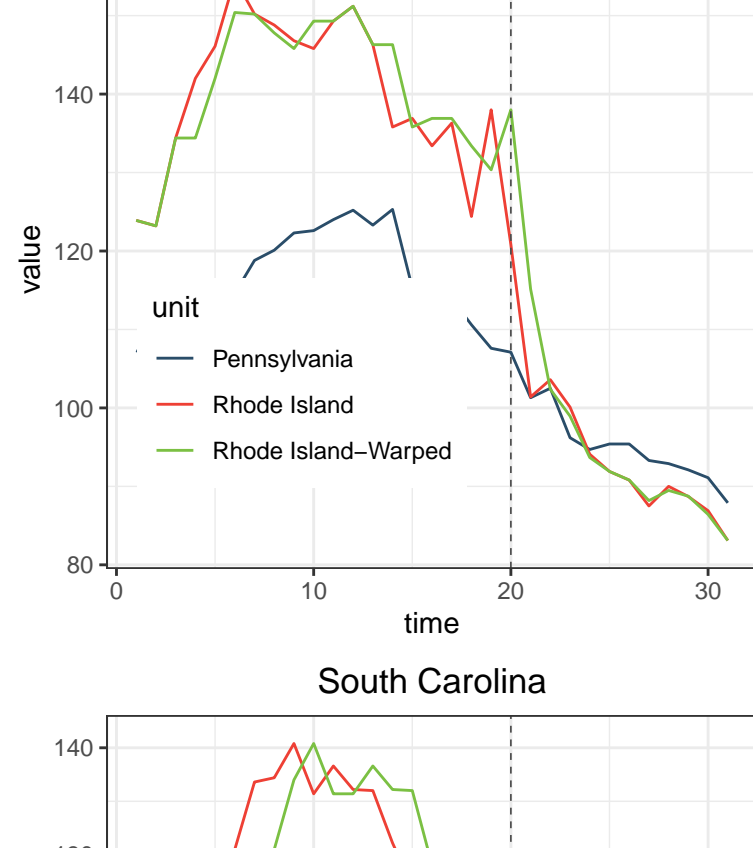 140
120
100
80
value
unit
Pennsylvania
Rhode Island
Rhode Island−Warped
0 10 20 30
time
South Carolina
140